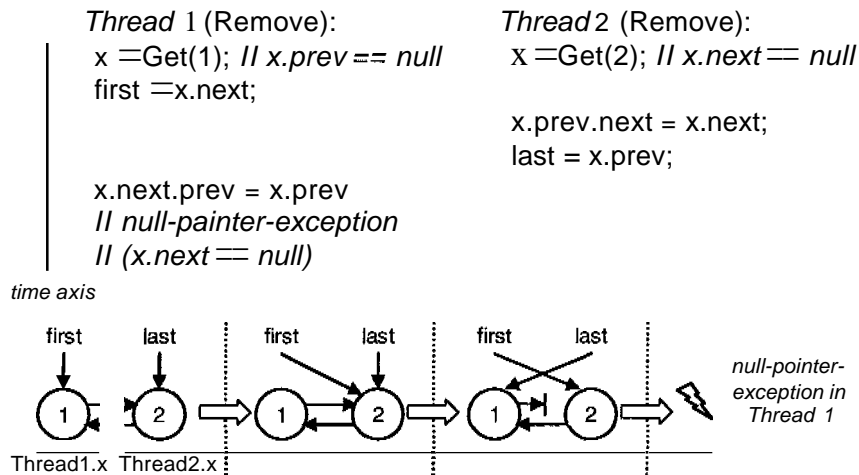 Thread 1 (Remove):
x =Get(1); // x.prev == null
first =x.next;
x.next.prev = x.prev
// null-painter-exception
// (x.next == null)
Thread 2 (Remove):
x =Get(2); // x.next == null
x.prev.next = x.next;
last = x.prev;
time axis
first last first last first last
1 2 1 2 1 2
null-pointer-
exception in
Thread 1
Thread1.x Thread2.x